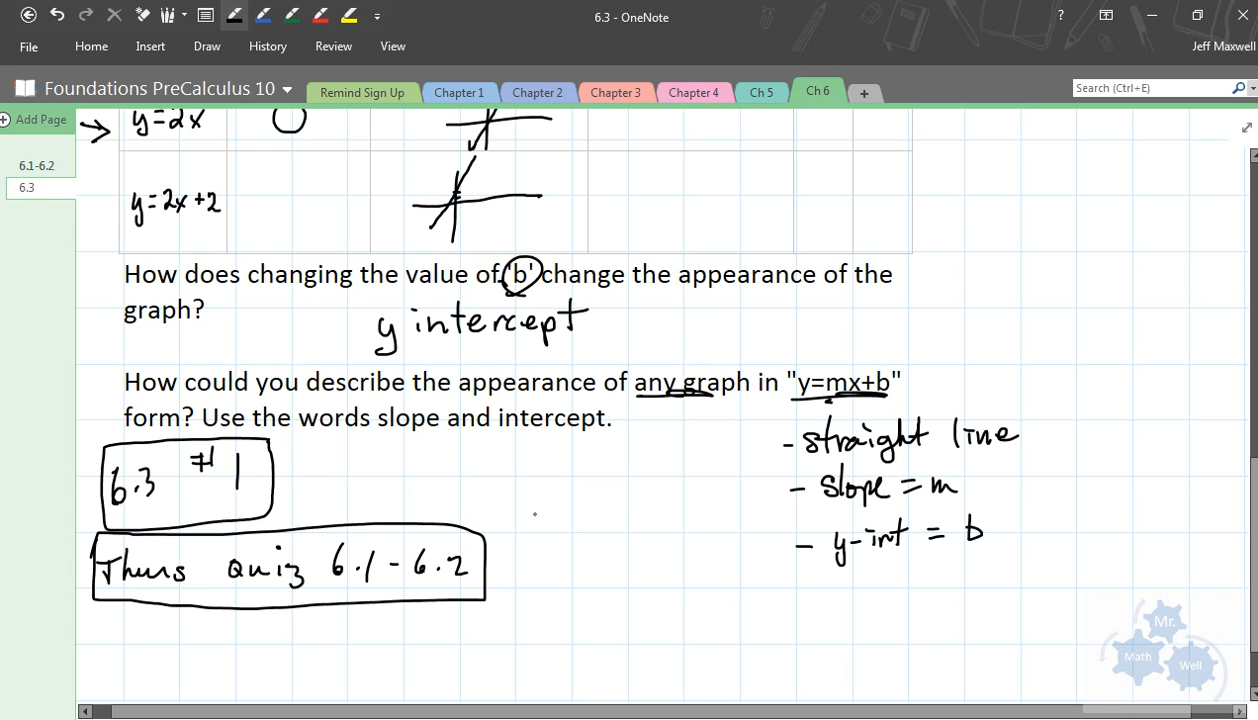 6.3 - OneNote
?
File
Home
Insert
Draw
History
Review
View
Jeff Maxwell
Foundations PreCalculus 10
Remind Sign Up
Chapter 1
Chapter 2
Chapter 3
Chapter 4
Ch 5
Ch 6
Search (Ctrl+E)
Add Page
6.1-6.2
6.3
y=2x
y=2x+2
How does changing the value of 'b' change the appearance of the
graph?
y intercept
How could you describe the appearance of any graph in "y=mx+b"
form? Use the words slope and intercept.
- straight line
- slope = m
- y-int = b
6.3 #1
Thurs Quiz 6.1-6.2
Mr.
Math
Well